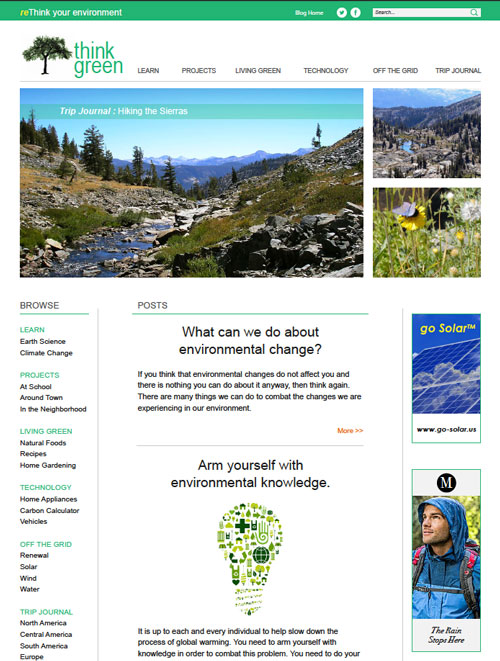 reThink your environment
Blog Home
Search...
think
green
LEARN PROJECTS LIVING GREEN TECHNOLOGY OFF THE GRID TRIP JOURNAL
Trip Journal : Hiking the Sierras
BROWSE
LEARN
Earth Science
Climate Change
PROJECTS
At School
Around Town
In the Neighborhood
LIVING GREEN
Natural Foods
Recipes
Home Gardening
TECHNOLOGY
Home Appliances
Carbon Calculator
Vehicles
OFF THE GRID
Renewal
Solar
Wind
Water
TRIP JOURNAL
North America
Central America
South America
Europe
POSTS
What can we do about
environmental change?
If you think that environmental changes do not affect you and
there is nothing you can do about it anyway, then think again.
There are many things we can do to combat the changes we are
experiencing in our environment.
More >>
Arm yourself with
environmental knowledge.
It is up to each and every individual to help slow down the
process of global warming. You need to arm yourself with
knowledge in order to combat this problem. You need to do your
go Solar™
www.go-solar.us
M
The Rain
Stops Here